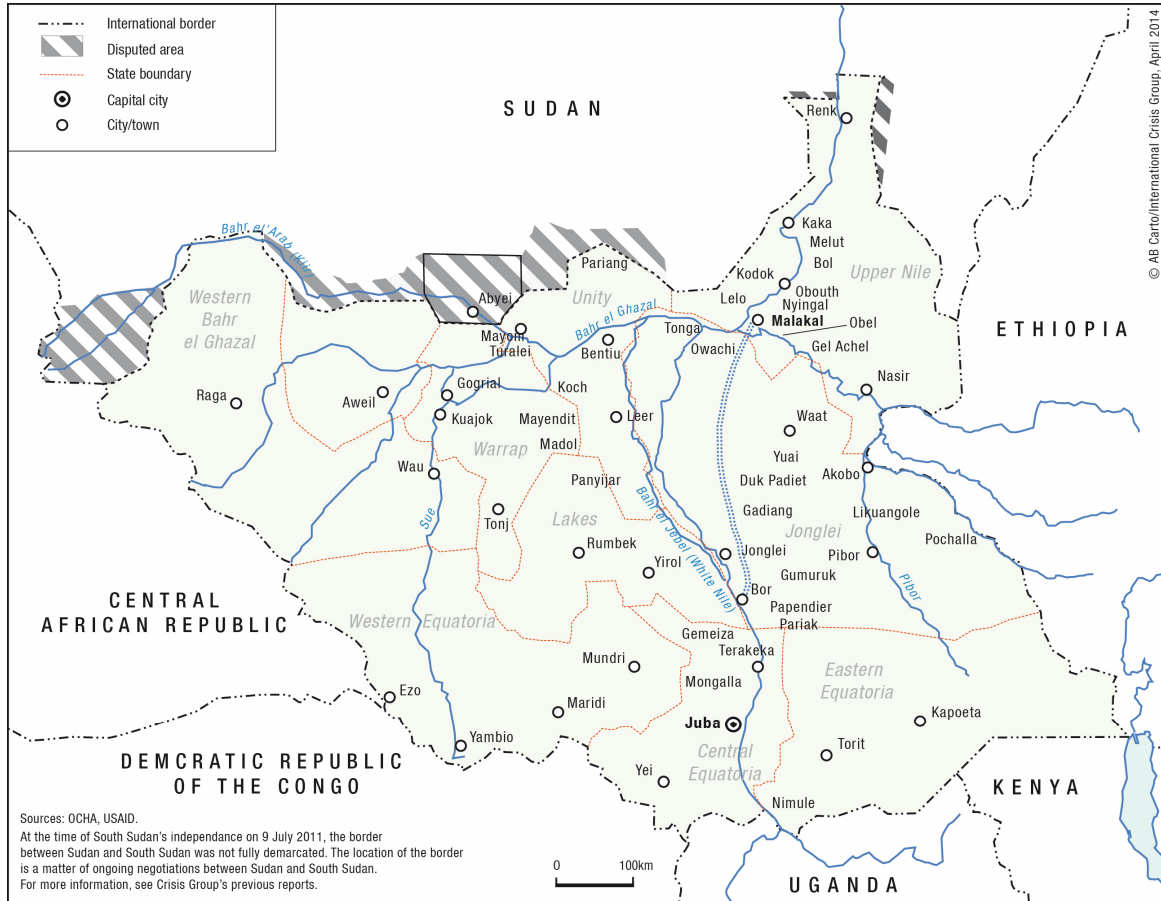 International border
Disputed area
State boundary
Capital city
City/town
© AB Carto/International Crisis Group, April 2014
SUDAN
Renk
Bahr el'Arab (Kiir)
Kaka
Melut
Bol
Upper Nile
Pariang
Kodok
Obouth
Western
Bahr
el Ghazal
Abyei
Unity
Lelo
Nyingal
Malakal
Obel
ETHIOPIA
Bahr el Ghazal
Tonga
Mayom
Turalei
Bentiu
Owachi
Gel Achel
Nasir
Raga
Aweil
Gogrial
Koch
Kuajok
Mayendit
Leer
Waat
Warrap
Madol
Yuai
Wau
Akobo
Panyijar
Duk Padiet
Bahr el Jebel (White Nile)
Sue
Tonj
Lakes
Gadiang
Likuangole
Jonglei
Pochalla
Rumbek
Jonglei
Pibor
Yirol
Gumuruk
Pibor
Bor
CENTRAL
AFRICAN REPUBLIC
Western Equatoria
Papendier
Pariak
Gemeiza
Terakeka
Mundri
Mongalla
Eastern
Equatoria
Ezo
Maridi
Juba
Kapoeta
Yambio
Central
Equatoria
Torit
DEMCRATIC REPUBLIC
OF THE CONGO
Yei
Nimule
KENYA
Sources: OCHA, USAID.
At the time of South Sudan's independence on 9 July 2011, the border
between Sudan and South Sudan was not fully demarcated. The location of the border
is a matter of ongoing negotiations between Sudan and South Sudan.
For more information, see Crisis Group's previous reports.
0 100km
UGANDA